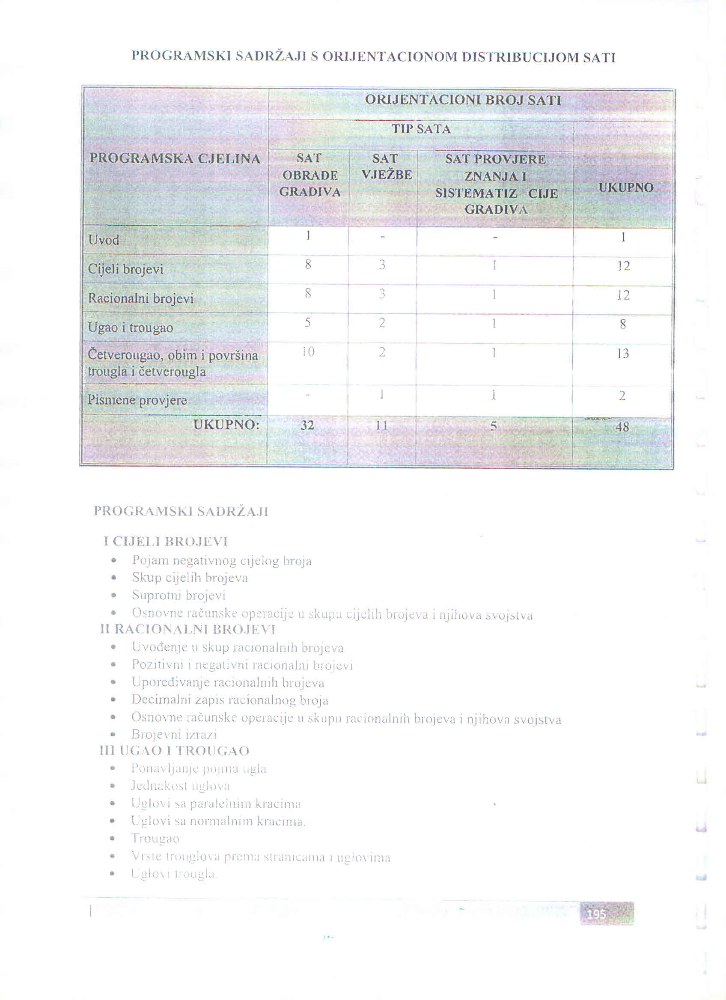 PROGRAMSKI SADRŽAJI S ORIJENTACIONOM DISTRIBUCIJOM SATI
ORIJENTACIONI BROJ SATI
TIP SATA
PROGRAMSKA CJELINA
SAT
OBRADE
GRADIVA
SAT
VJEŽBE
SAT PROVJERE
ZNANJA I
SISTEMATIZ CIJE
GRADIVA
UKUPNO
Uvod 1 - - 1
Cijeli brojevi 8 3 1 12
Racionalni brojevi 8 3 1 12
Ugao i trougao 5 2 1 8
Četverougao, obim i površina 10 2 1 13
trougla i četverougla
Pismene provjere - 1 1 2
UKUPNO: 32 11 5 48
PROGRAMSKI SADRŽAJI
I CIJELI BROJEVI
• Pojam negativnog cijelog broja
• Skup cijelih brojeva
• Suprotni brojevi
• Osnovne računske operacije u skupu cijelih brojeva i njihova svojstva
II RACIONALNI BROJEVI
• Uvođenje u skup racionalnih brojeva
• Pozitivni i negativni racionalni brojevi
• Upoređivanje racionalnih brojeva
• Decimalni zapis racionalnog broja
• Osnovne računske operacije u skupu racionalnih brojeva i njihova svojstva
• Brojevni izrazi
III UGAO I TROUGAO
• Ponavljanje pojma ugla
• Jednakost uglova
• Uglovi sa paralelnim kracima
• Uglovi sa normalnim kracima.
• Trougao
• Vrste trouglova prema stranicama i uglovima
• Uglovi trougla.
195